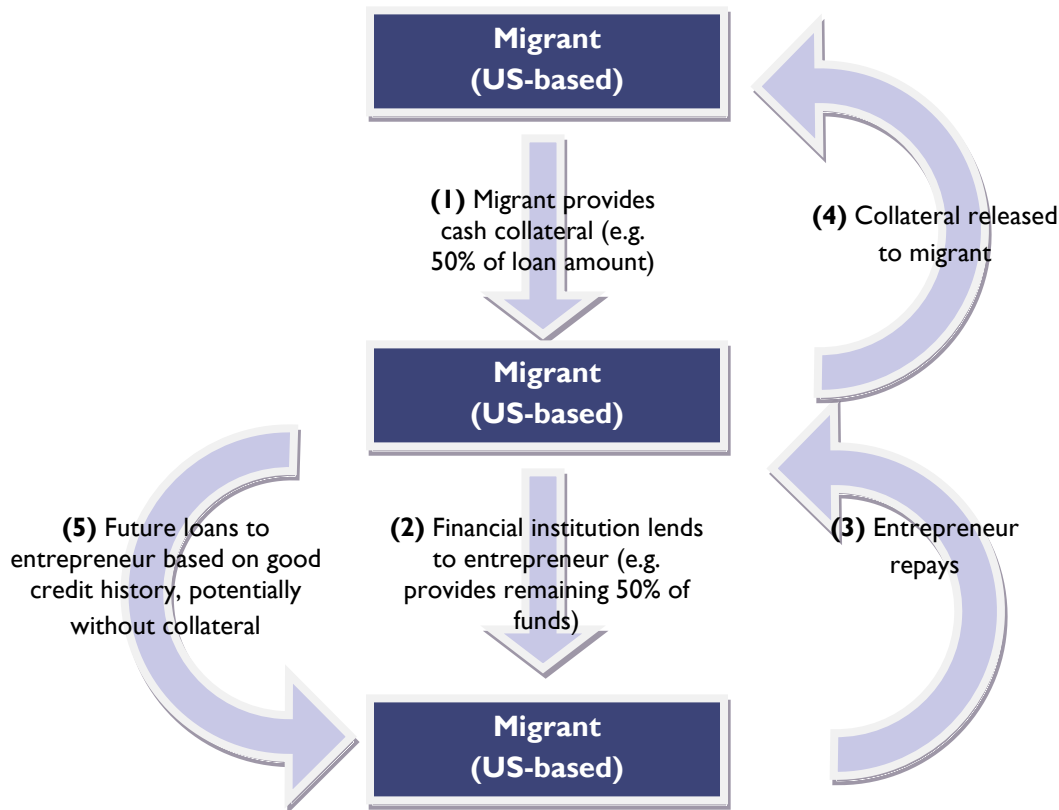 Migrant
(US-based)
(1) Migrant provides
cash collateral (e.g.
50% of loan amount)
(4) Collateral released
to migrant
Migrant
(US-based)
(5) Future loans to
entrepreneur based on good
credit history, potentially
without collateral
(2) Financial institution lends
to entrepreneur (e.g.
provides remaining 50% of
funds)
(3) Entrepreneur
repays
Migrant
(US-based)